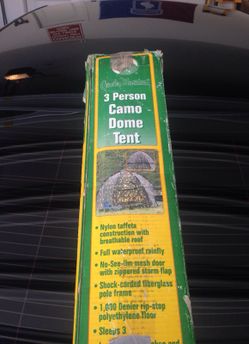 3 Person
Camo
Dome
Tent
• Nylon taffeta
construction with
breathable roof
• Full waterproof rainfly
• No-See-Um mesh door
with zippered storm flap
• Shock-corded fiberglass
pole frame
• 1,000 Denier rip-stop
polyethylene floor
• Sleeps 3